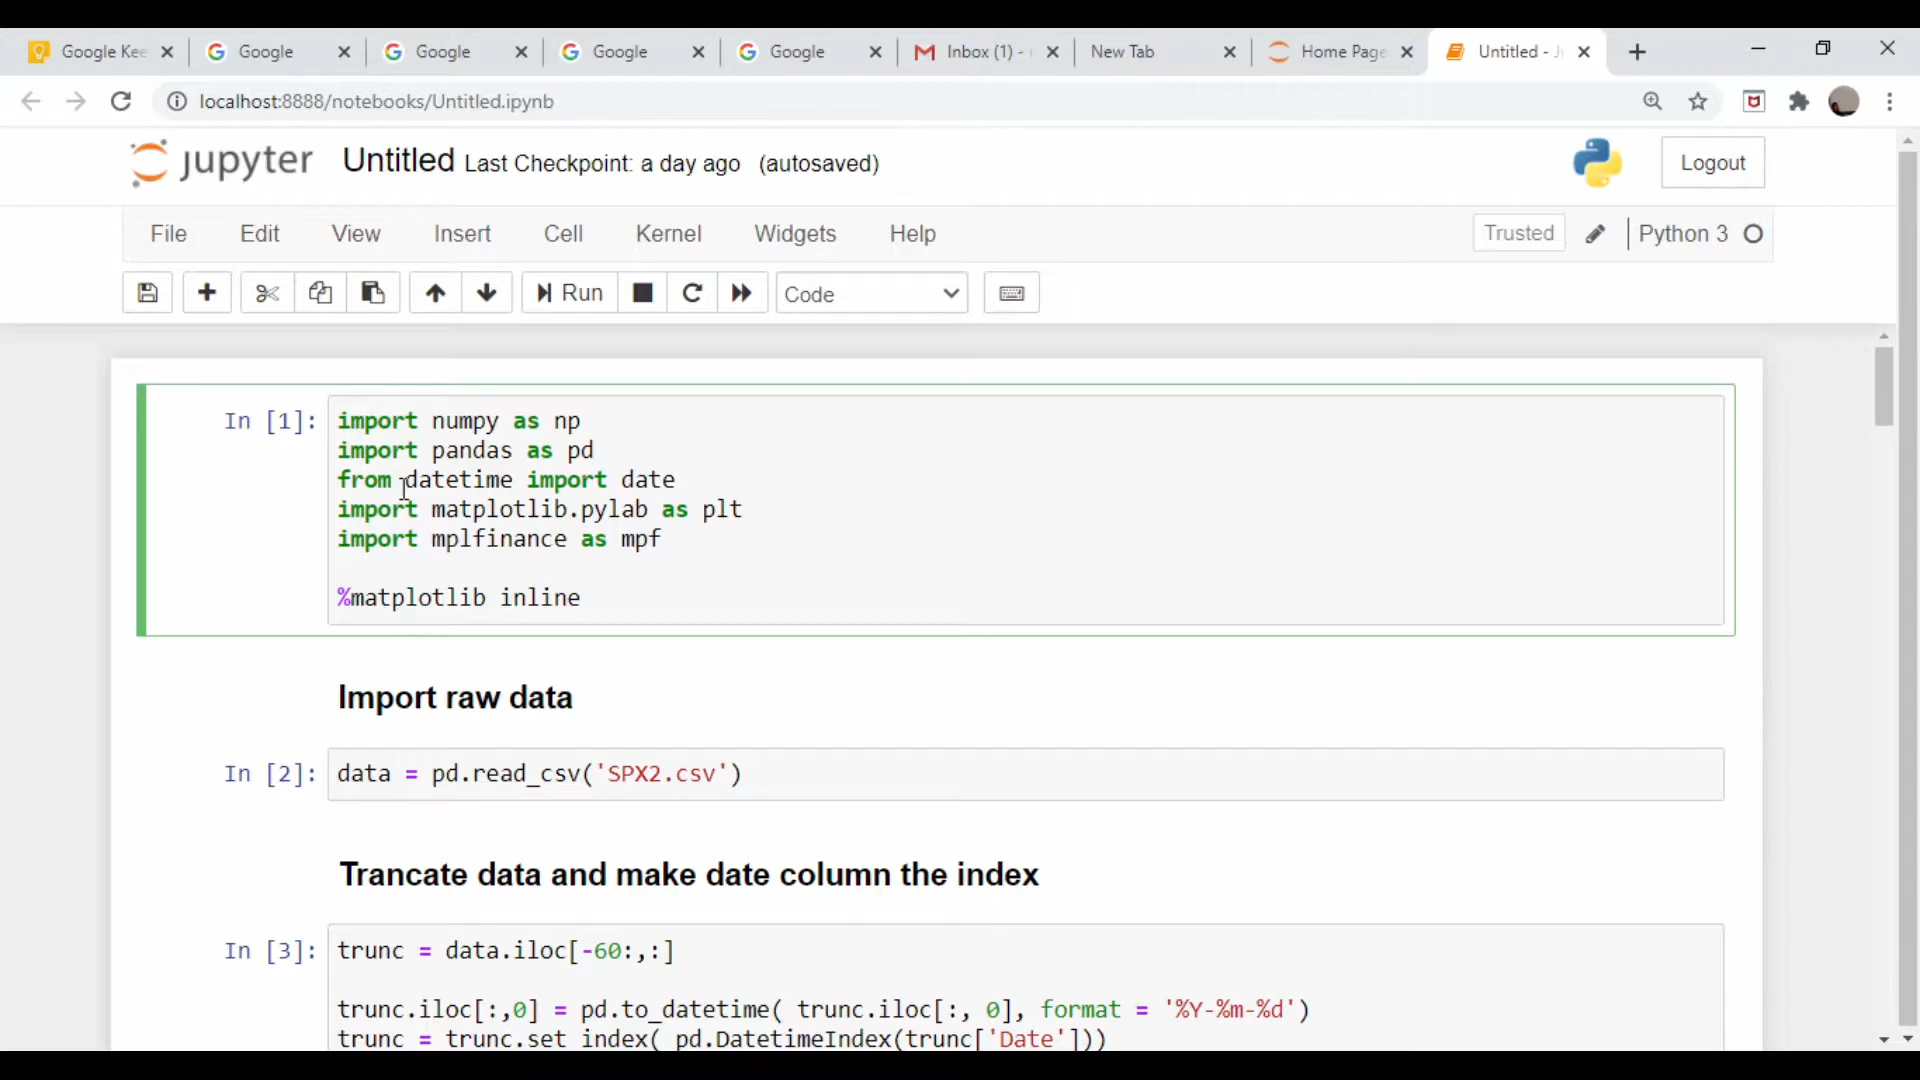 Google Kee
Google
Google
Google
Google
Inbox (1) -
New Tab
Home Page
Untitled - J
localhost:8888/notebooks/Untitled.ipynb
jupyter Untitled Last Checkpoint: a day ago (autosaved)
Logout
File Edit View Insert Cell Kernel Widgets Help
Trusted Python 3
Run Code
In [1]: import numpy as np
import pandas as pd
from datetime import date
import matplotlib.pylab as plt
import mplfinance as mpf
%matplotlib inline
Import raw data
In [2]: data = pd.read_csv('SPX2.csv')
Trancate data and make date column the index
In [3]: trunc = data.iloc[-60:,:]
trunc.iloc[:,0] = pd.to_datetime( trunc.iloc[:, 0], format = '%Y-%m-%d')
trunc = trunc.set_index( pd.DatetimeIndex(trunc['Date']))